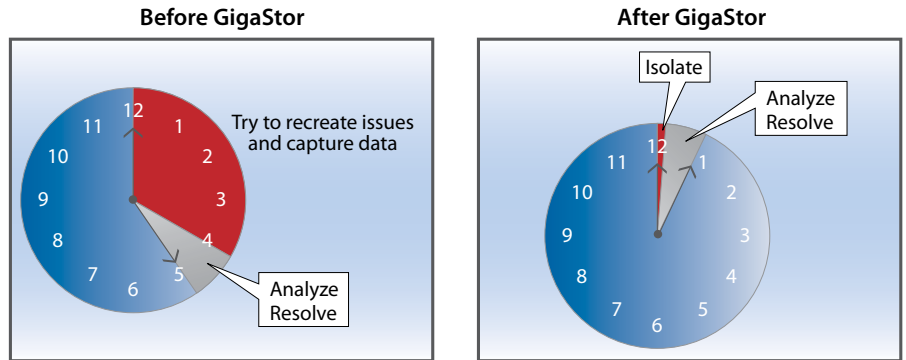 Before GigaStor
12
1
2
3
4
5
6
7
8
9
10
11
Try to recreate issues
and capture data
Analyze
Resolve
After GigaStor
Isolate
Analyze
Resolve
12
1
2
3
4
5
6
7
8
9
10
11